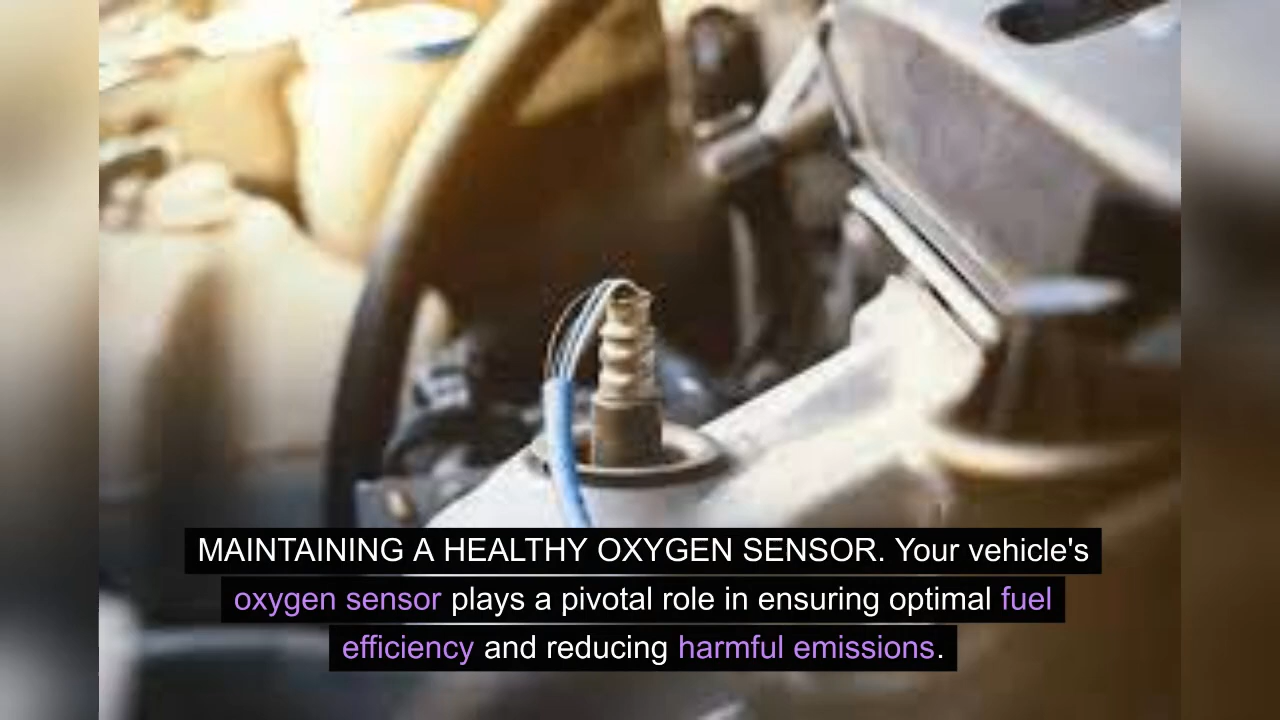 MAINTAINING A HEALTHY OXYGEN SENSOR. Your vehicle's
oxygen sensor plays a pivotal role in ensuring optimal fuel
efficiency and reducing harmful emissions.